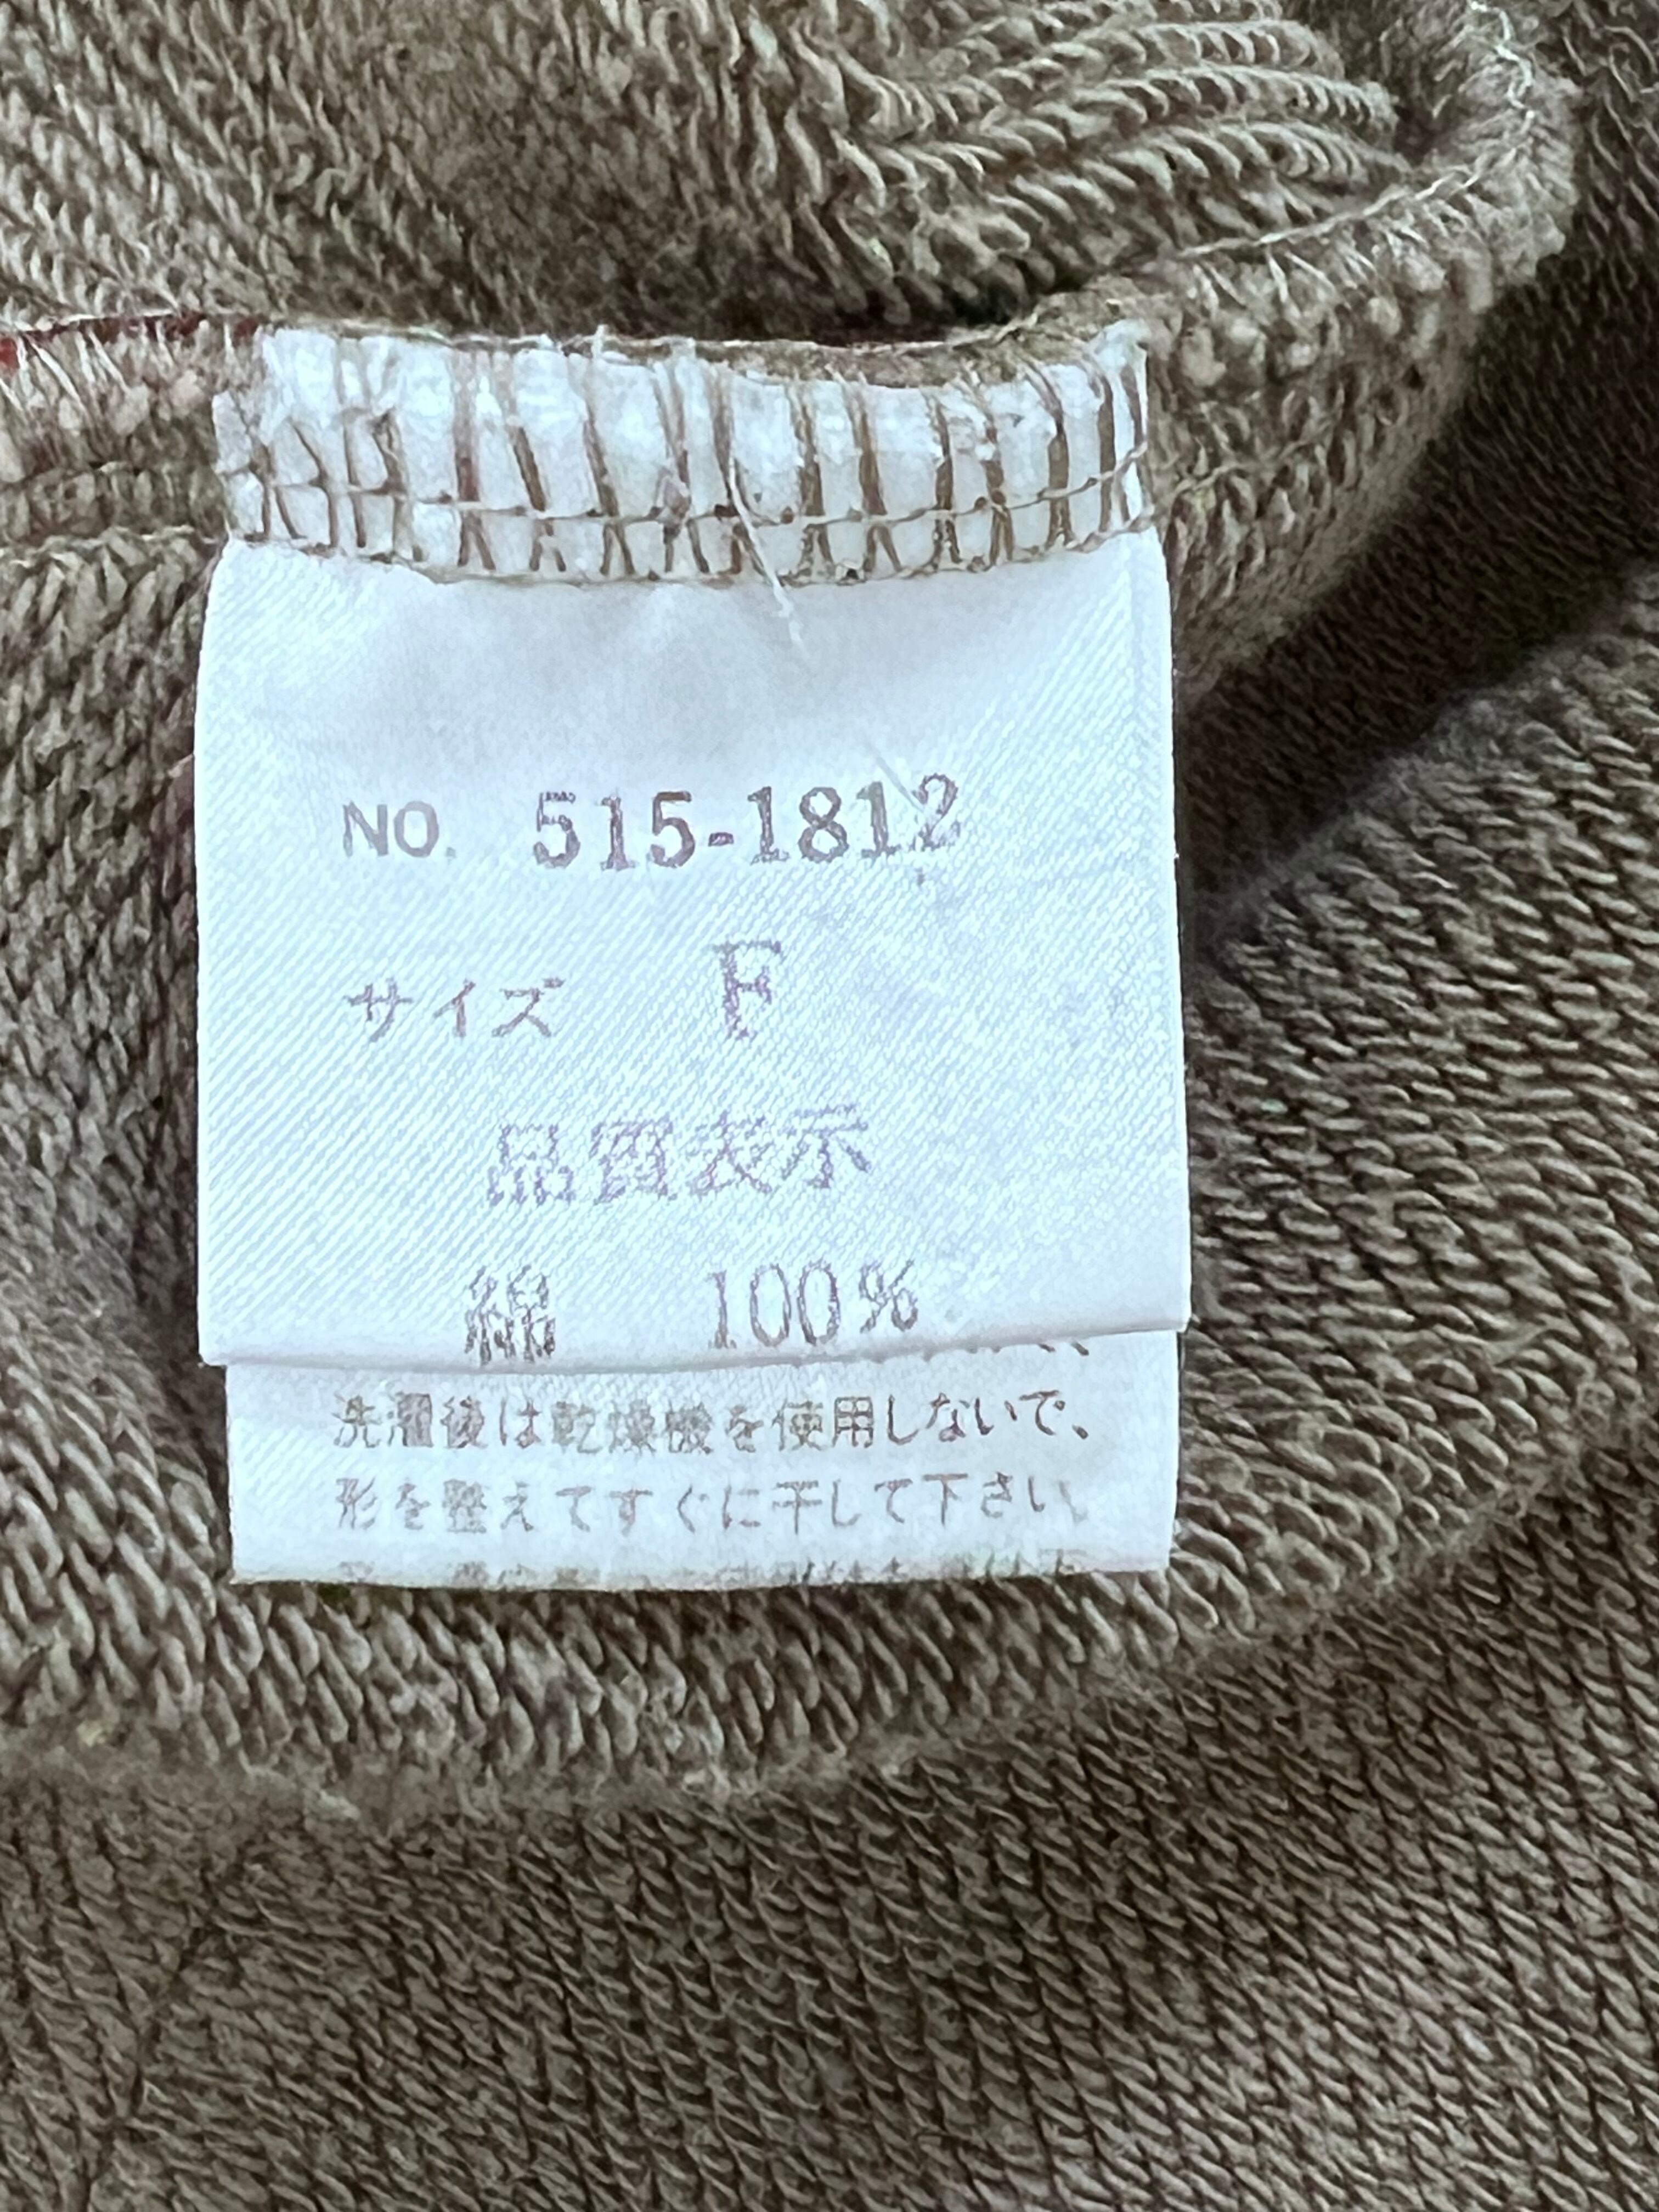 NO. 515-1812
サイズ F
品質表示
綿 100%
洗濯後は乾燥機を使用しないで、
形を整えてすぐに干して下さい。